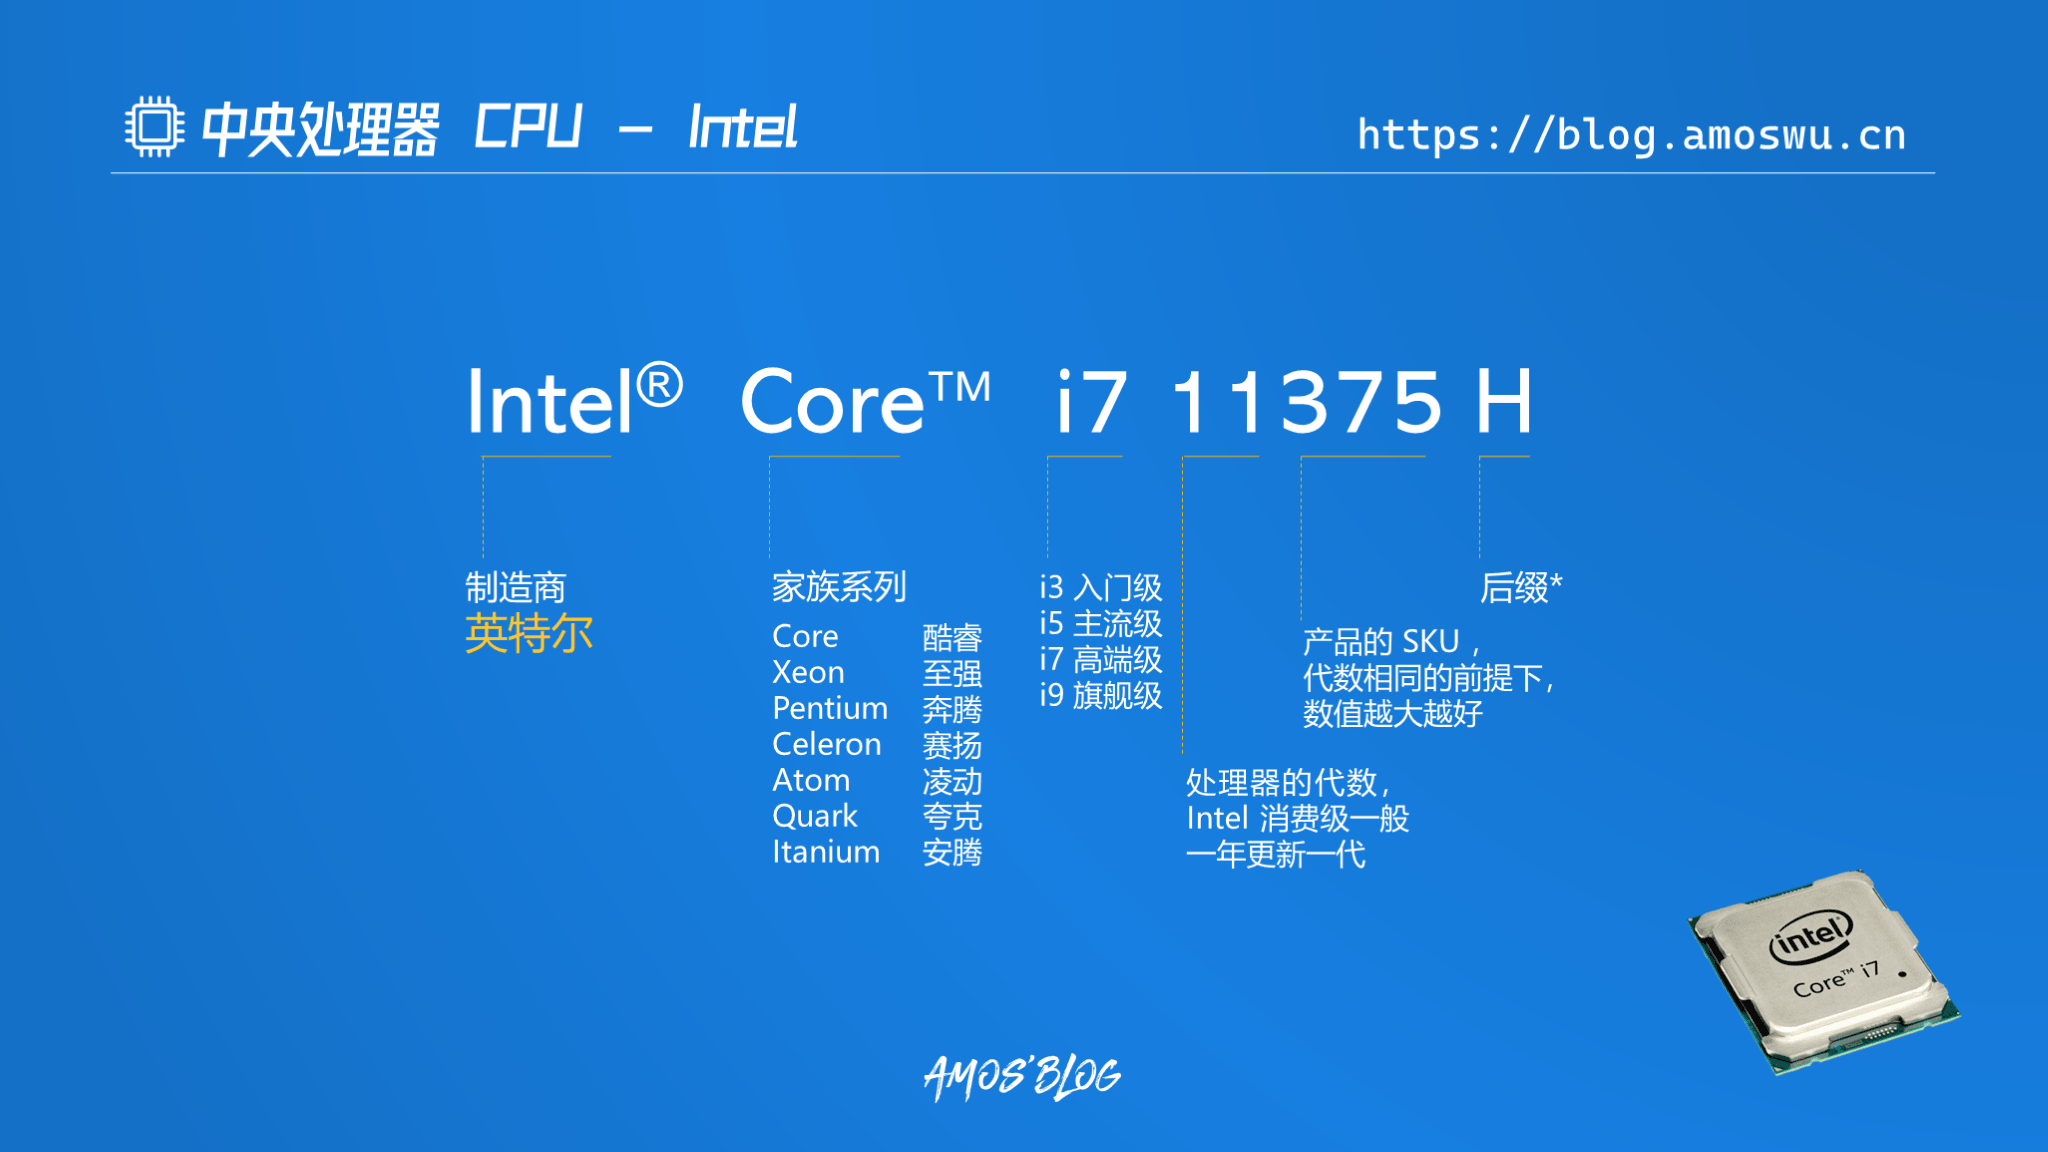 中央处理器 CPU — Intel
https://blog.amoswu.cn
Intel® Core™ i7 11375 H
制造商
英特尔
家族系列
Core 酷睿
Xeon 至强
Pentium 奔腾
Celeron 赛扬
Atom 凌动
Quark 夸克
Itanium 安腾
i3 入门级
i5 主流级
i7 高端级
i9 旗舰级
处理器的代数，
Intel 消费级一般
一年更新一代
产品的 SKU ，
代数相同的前提下，
数值越大越好
后缀*
intel
Core™ i7
AMOS'BLOG